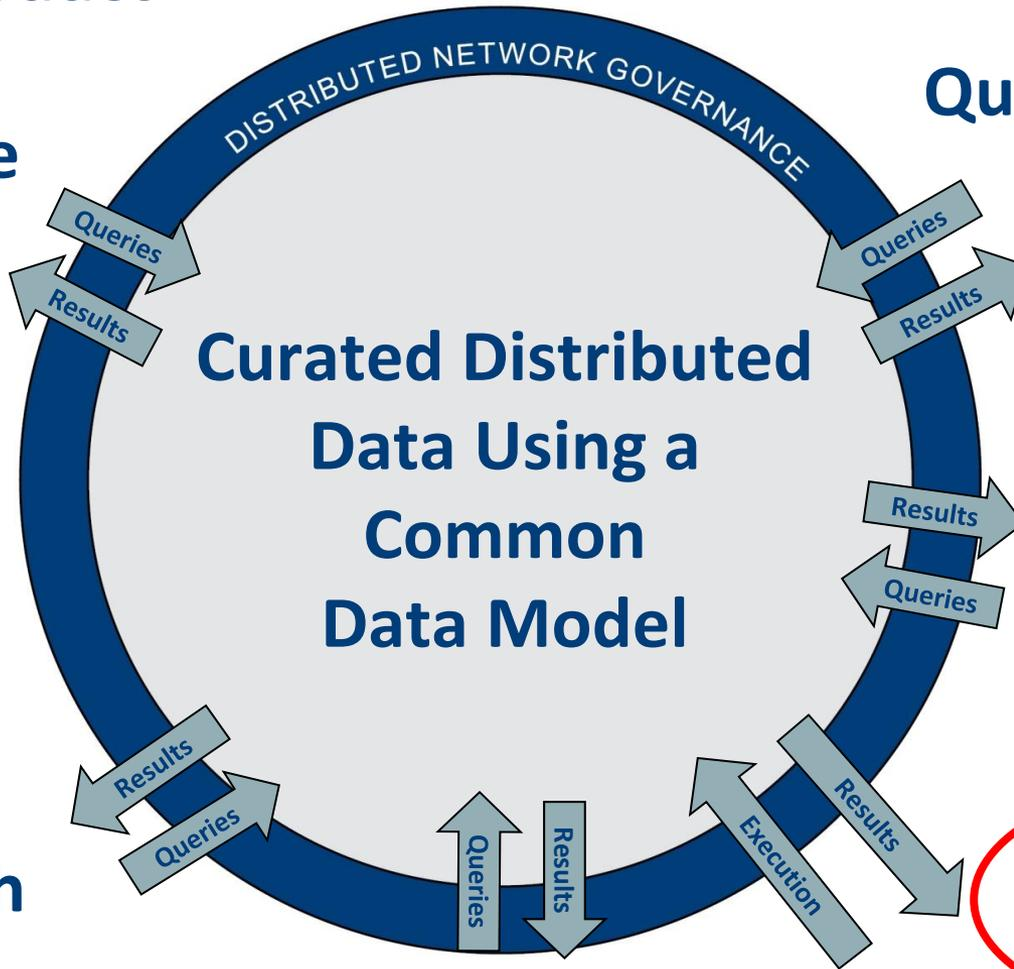 DISTRIBUTED NETWORK GOVERNANCE
Qu
e
Queries
Results
Queries
Results
Curated Distributed
Data Using a
Common
Data Model
Results
Queries
Results
Queries
Queries
Results
Execution
Results
n